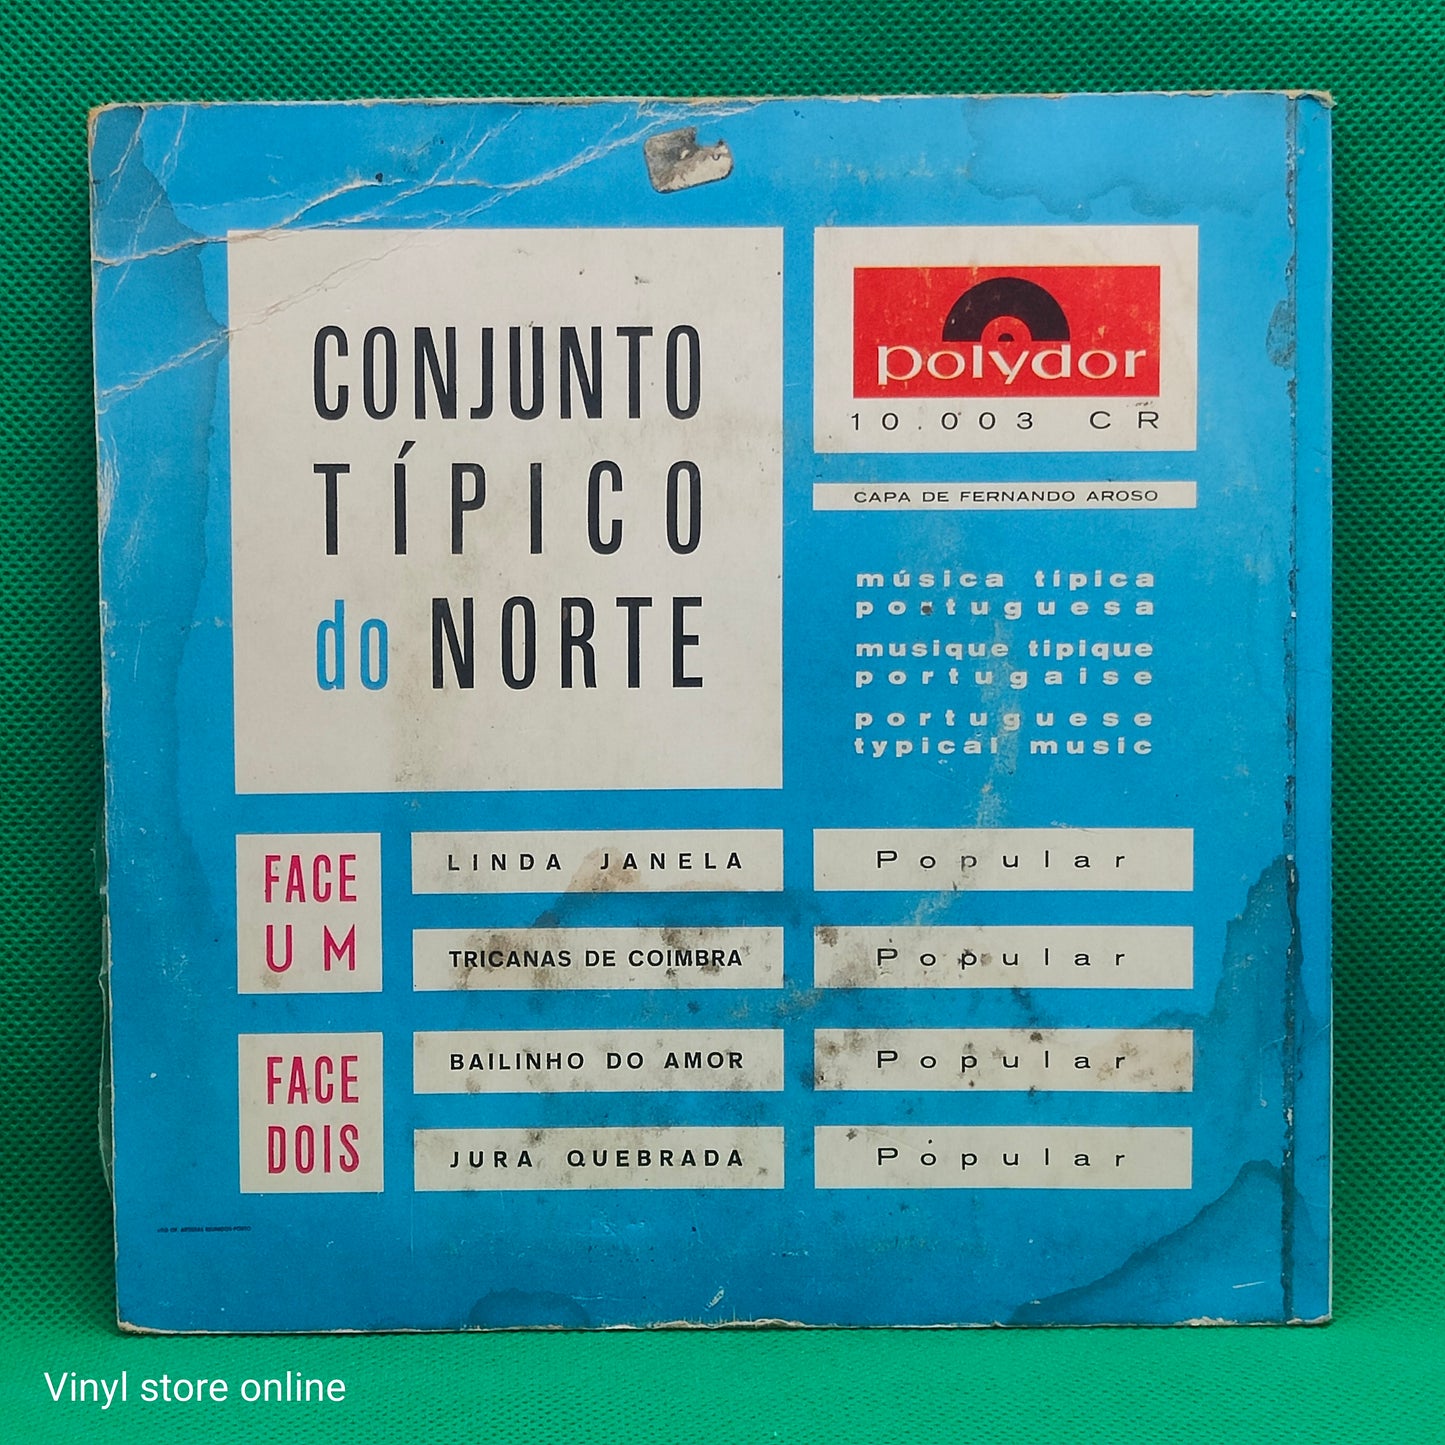 CONJUNTO
TÍPICO
do NORTE
polydor
10.003 CR
CAPA DE FERNANDO AROSO
música típica
portuguesa
musique tipique
portugaise
portuguese
typical music
FACE
UM
LINDA JANELA Popular
TRICANAS DE COIMBRA Popular
FACE
DOIS
BAILINHO DO AMOR Popular
JURA QUEBRADA Popular
Vinyl store online